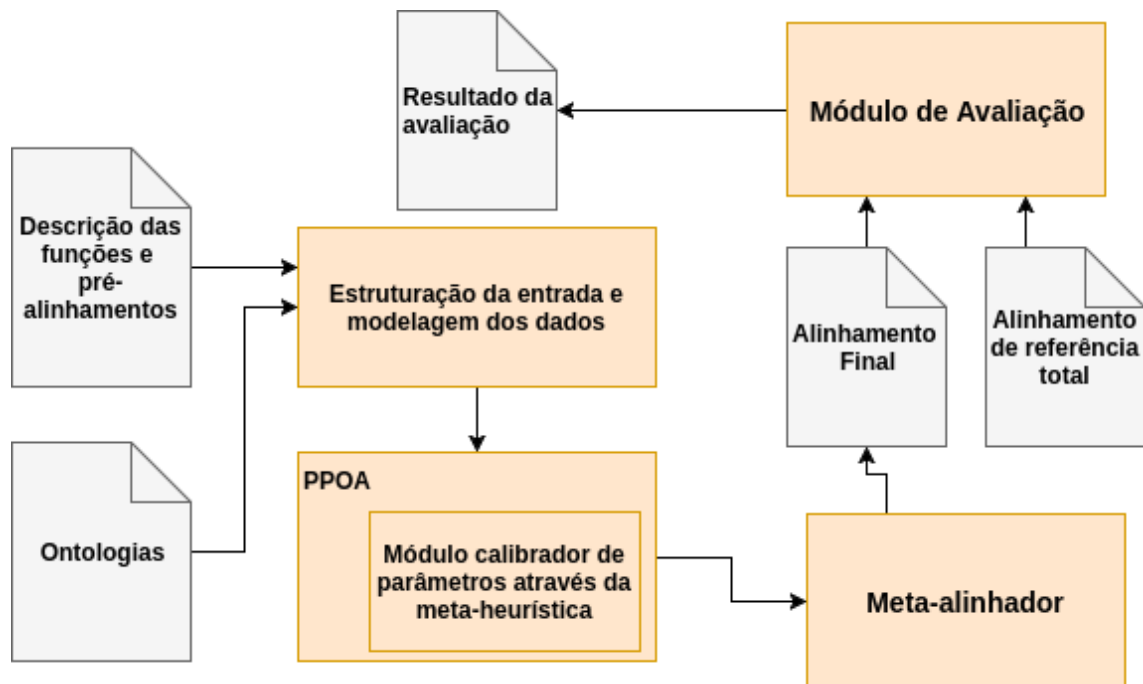 Resultado da
avaliação
Módulo de Avaliação
Descrição das
funções e
pré-
alinhamentos
Estruturação da entrada e
modelagem dos dados
Alinhamento
Final
Alinhamento
de referência
total
Ontologias
PPOA
Módulo calibrador de
parâmetros através da
meta-heurística
Meta-alinhador